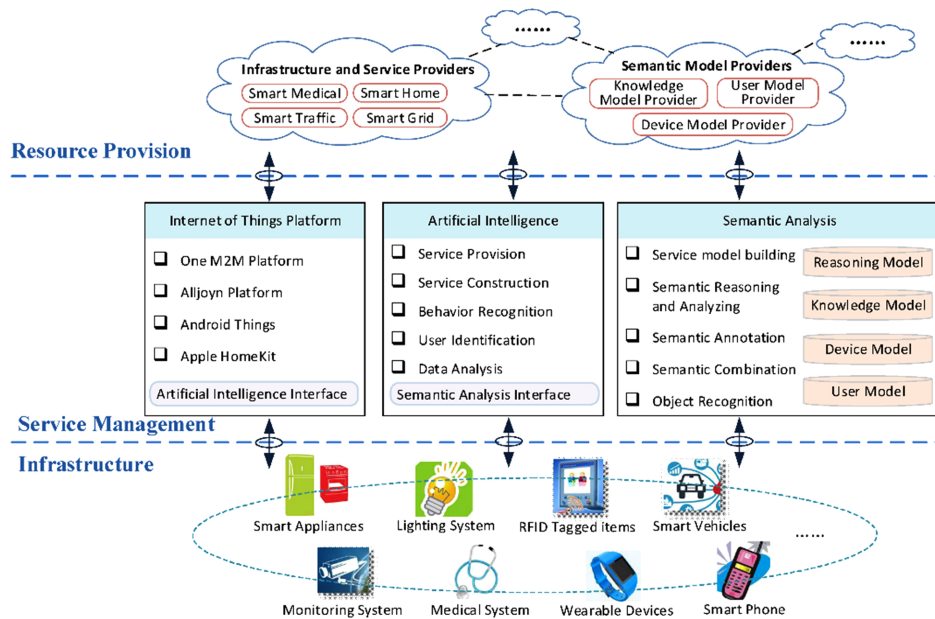 ......
......
Infrastructure and Service Providers
Smart Medical
Smart Home
Smart Traffic
Smart Grid
Semantic Model Providers
Knowledge
Model Provider
User Model
Provider
Device Model Provider
Resource Provision
Internet of Things Platform
One M2M Platform
Alljoyn Platform
Android Things
Apple HomeKit
Artificial Intelligence Interface
Artificial Intelligence
Service Provision
Service Construction
Behavior Recognition
User Identification
Data Analysis
Semantic Analysis Interface
Semantic Analysis
Service model building
Semantic Reasoning
and Analyzing
Semantic Annotation
Semantic Combination
Object Recognition
Reasoning Model
Knowledge Model
Device Model
User Model
Service Management
Infrastructure
Smart Appliances
Lighting System
RFID Tagged items
Smart Vehicles
......
Monitoring System
Medical System
Wearable Devices
Smart Phone